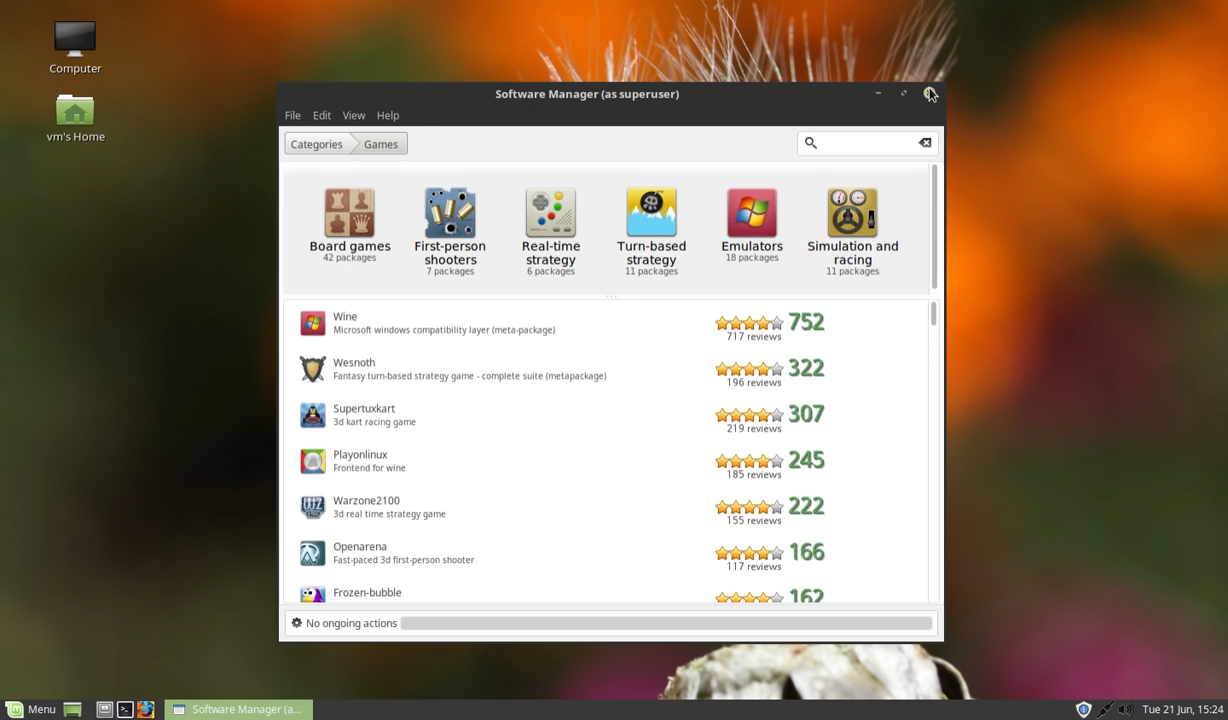 Computer
vm's Home
Software Manager (as superuser)
File Edit View Help
Categories Games
Board games
42 packages
First-person
shooters
7 packages
Real-time
strategy
6 packages
Turn-based
strategy
11 packages
Emulators
18 packages
Simulation and
racing
11 packages
Wine
Microsoft windows compatibility layer (meta-package)
752
717 reviews
Wesnoth
Fantasy turn-based strategy game - complete suite (metapackage)
322
196 reviews
Supertuxkart
3d kart racing game
307
219 reviews
Playonlinux
Frontend for wine
245
185 reviews
WZ
Warzone2100
3d real time strategy game
222
155 reviews
Openarena
Fast-paced 3d first-person shooter
166
117 reviews
Frozen-bubble
162
No ongoing actions
Menu
Software Manager (a...
Tue 21 Jun, 15:24